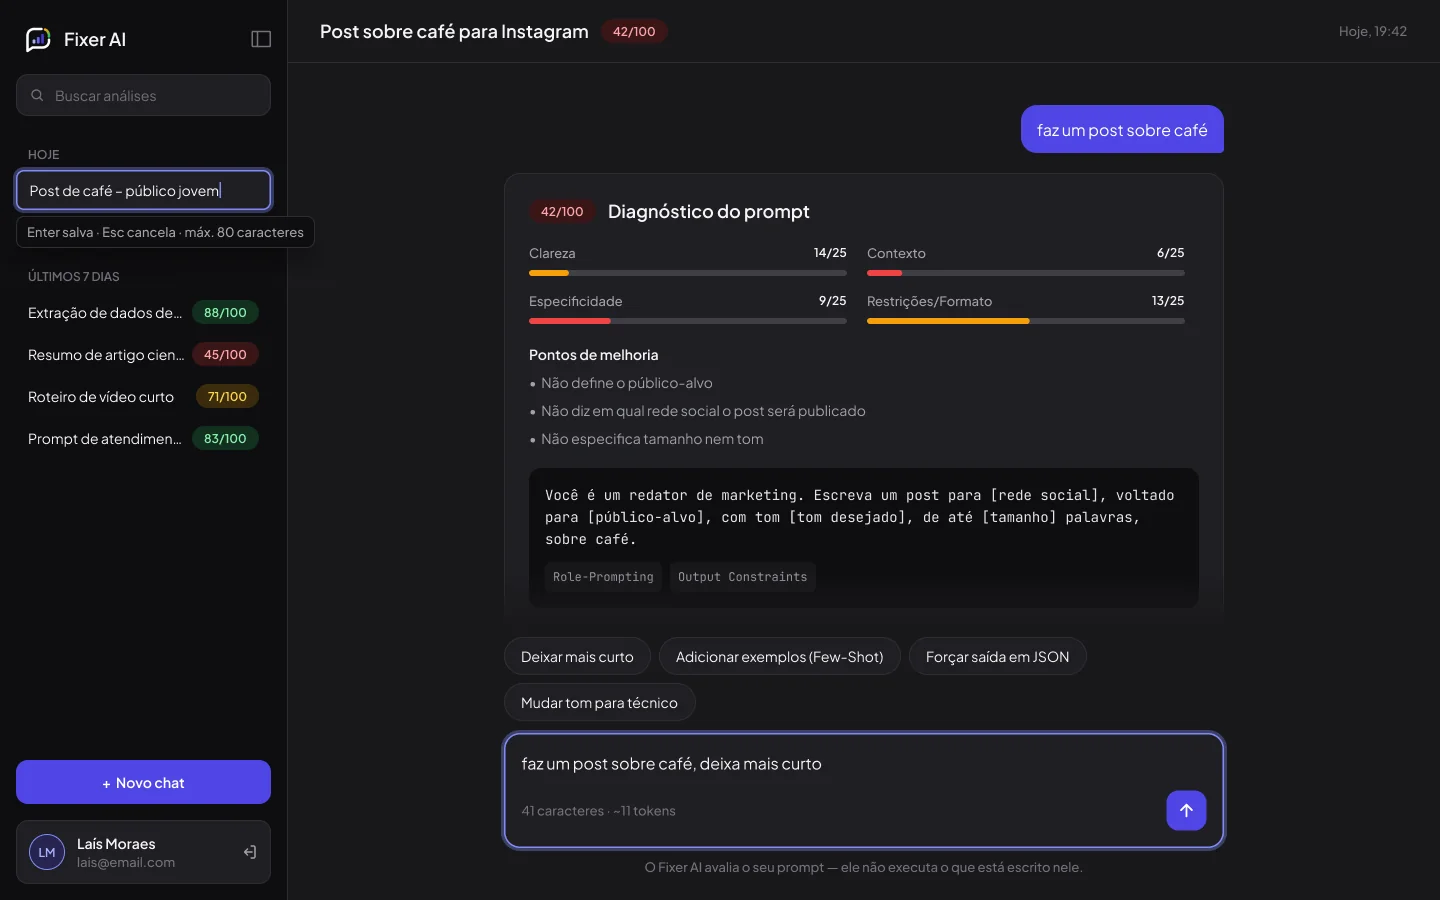 Fixer AI
Buscar análises
HOJE
Post de café – público jovem
Enter salva · Esc cancela · máx. 80 caracteres
ÚLTIMOS 7 DIAS
Extração de dados de... 88/100
Resumo de artigo cien... 45/100
Roteiro de vídeo curto 71/100
Prompt de atendimen... 83/100
+ Novo chat
LM
Laís Moraes
lais@email.com
Post sobre café para Instagram 42/100
Hoje, 19:42
faz um post sobre café
42/100 Diagnóstico do prompt
Clareza 14/25
Contexto 6/25
Especificidade 9/25
Restrições/Formato 13/25
Pontos de melhoria
• Não define o público-alvo
• Não diz em qual rede social o post será publicado
• Não especifica tamanho nem tom
Você é um redator de marketing. Escreva um post para [rede social], voltado
para [público-alvo], com tom [tom desejado], de até [tamanho] palavras,
sobre café.
Role-Prompting Output Constraints
Deixar mais curto Adicionar exemplos (Few-Shot) Forçar saída em JSON
Mudar tom para técnico
faz um post sobre café, deixa mais curto
41 caracteres · ~11 tokens
O Fixer AI avalia o seu prompt — ele não executa o que está escrito nele.